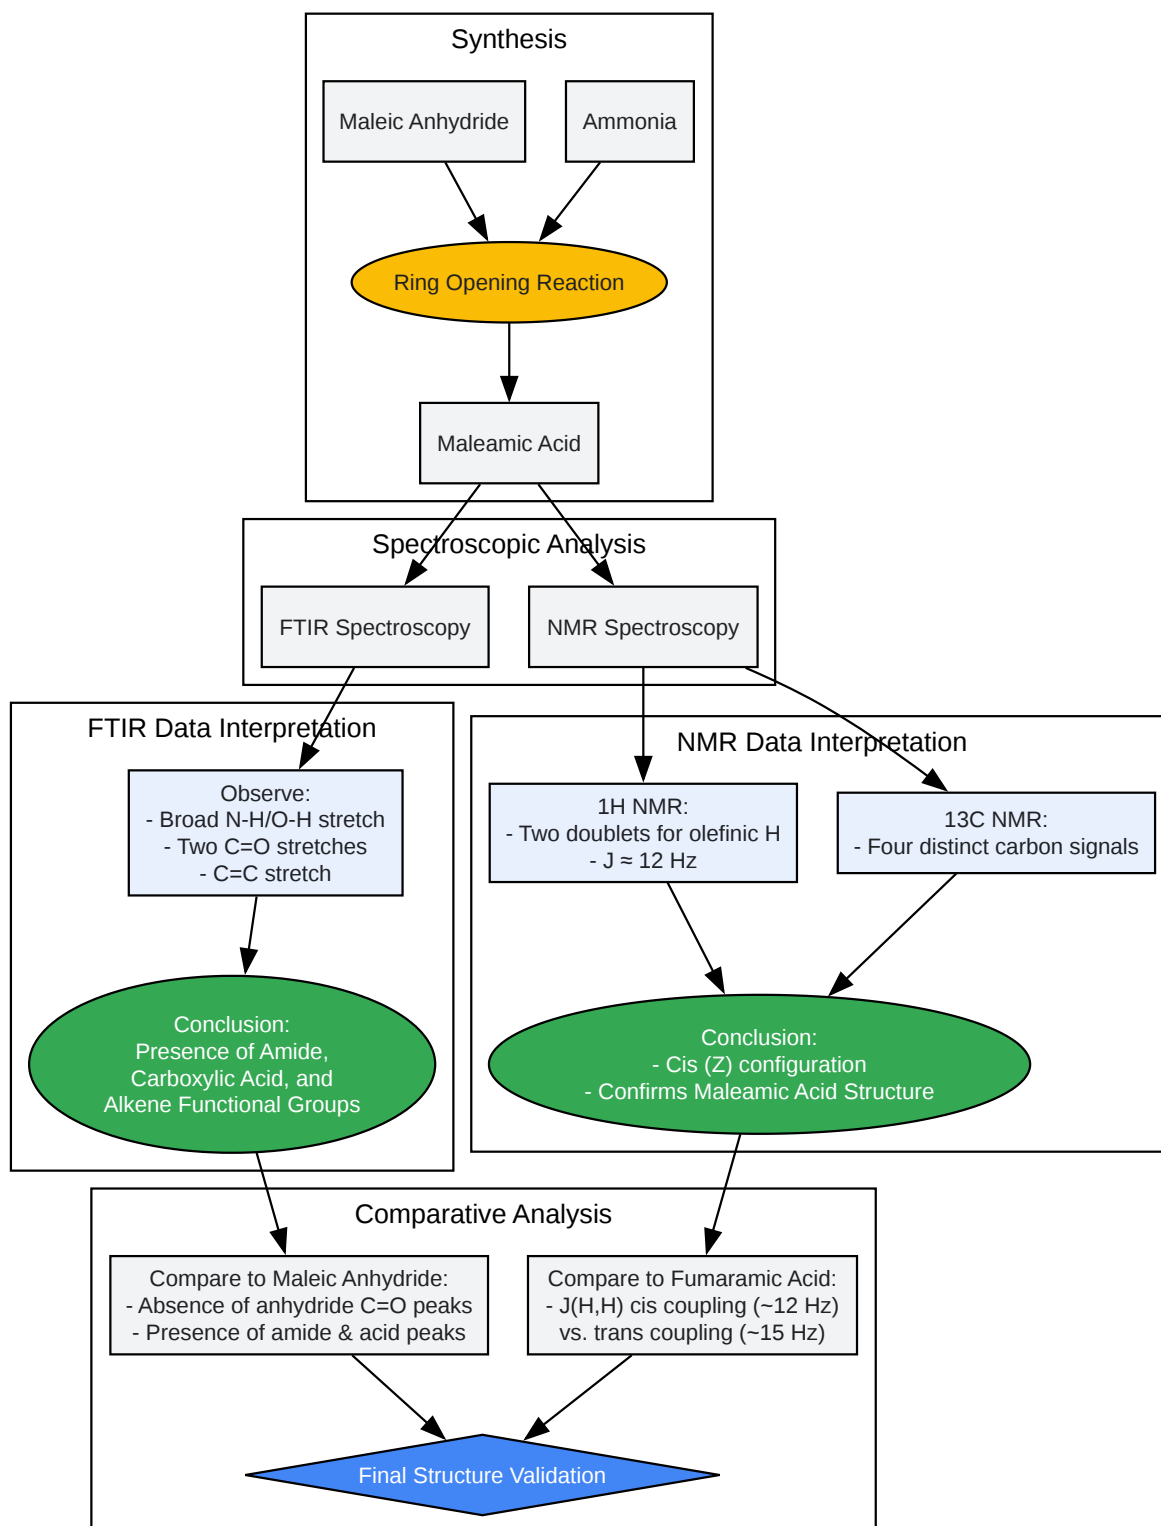 Synthesis
Maleic Anhydride
Ammonia
Ring Opening Reaction
Maleamic Acid
Spectroscopic Analysis
FTIR Spectroscopy
NMR Spectroscopy
FTIR Data Interpretation
Observe:
- Broad N-H/O-H stretch
- Two C=O stretches
- C=C stretch
Conclusion:
Presence of Amide,
Carboxylic Acid, and
Alkene Functional Groups
NMR Data Interpretation
1H NMR:
- Two doublets for olefinic H
- J ≈ 12 Hz
13C NMR:
- Four distinct carbon signals
Conclusion:
- Cis (Z) configuration
- Confirms Maleamic Acid Structure
Comparative Analysis
Compare to Maleic Anhydride:
- Absence of anhydride C=O peaks
- Presence of amide & acid peaks
Compare to Fumaramic Acid:
- J(H,H) cis coupling (~12 Hz)
vs. trans coupling (~15 Hz)
Final Structure Validation